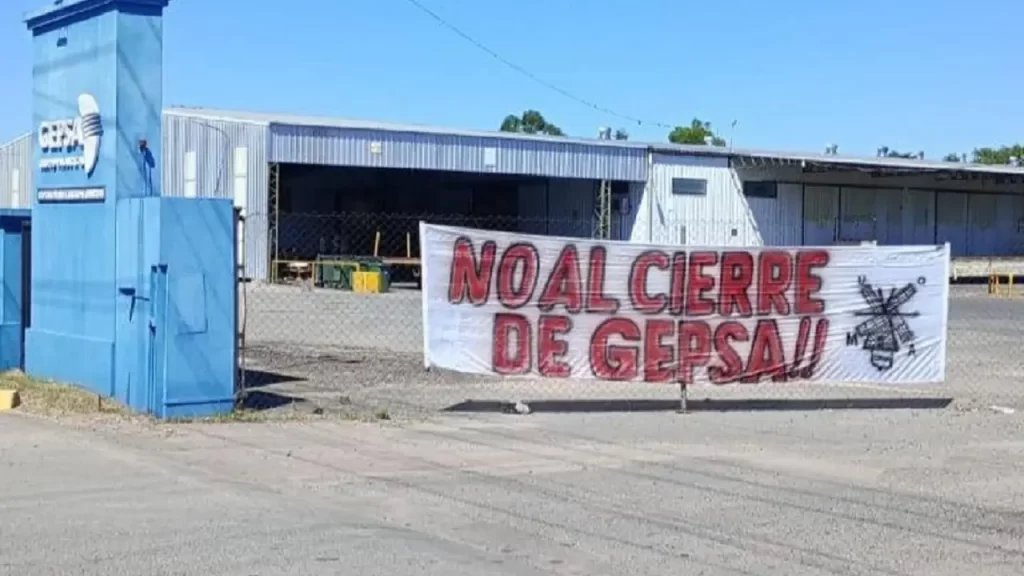 GEPSA
NO AL CIERRE
DE GEPSA!!
U O
M A